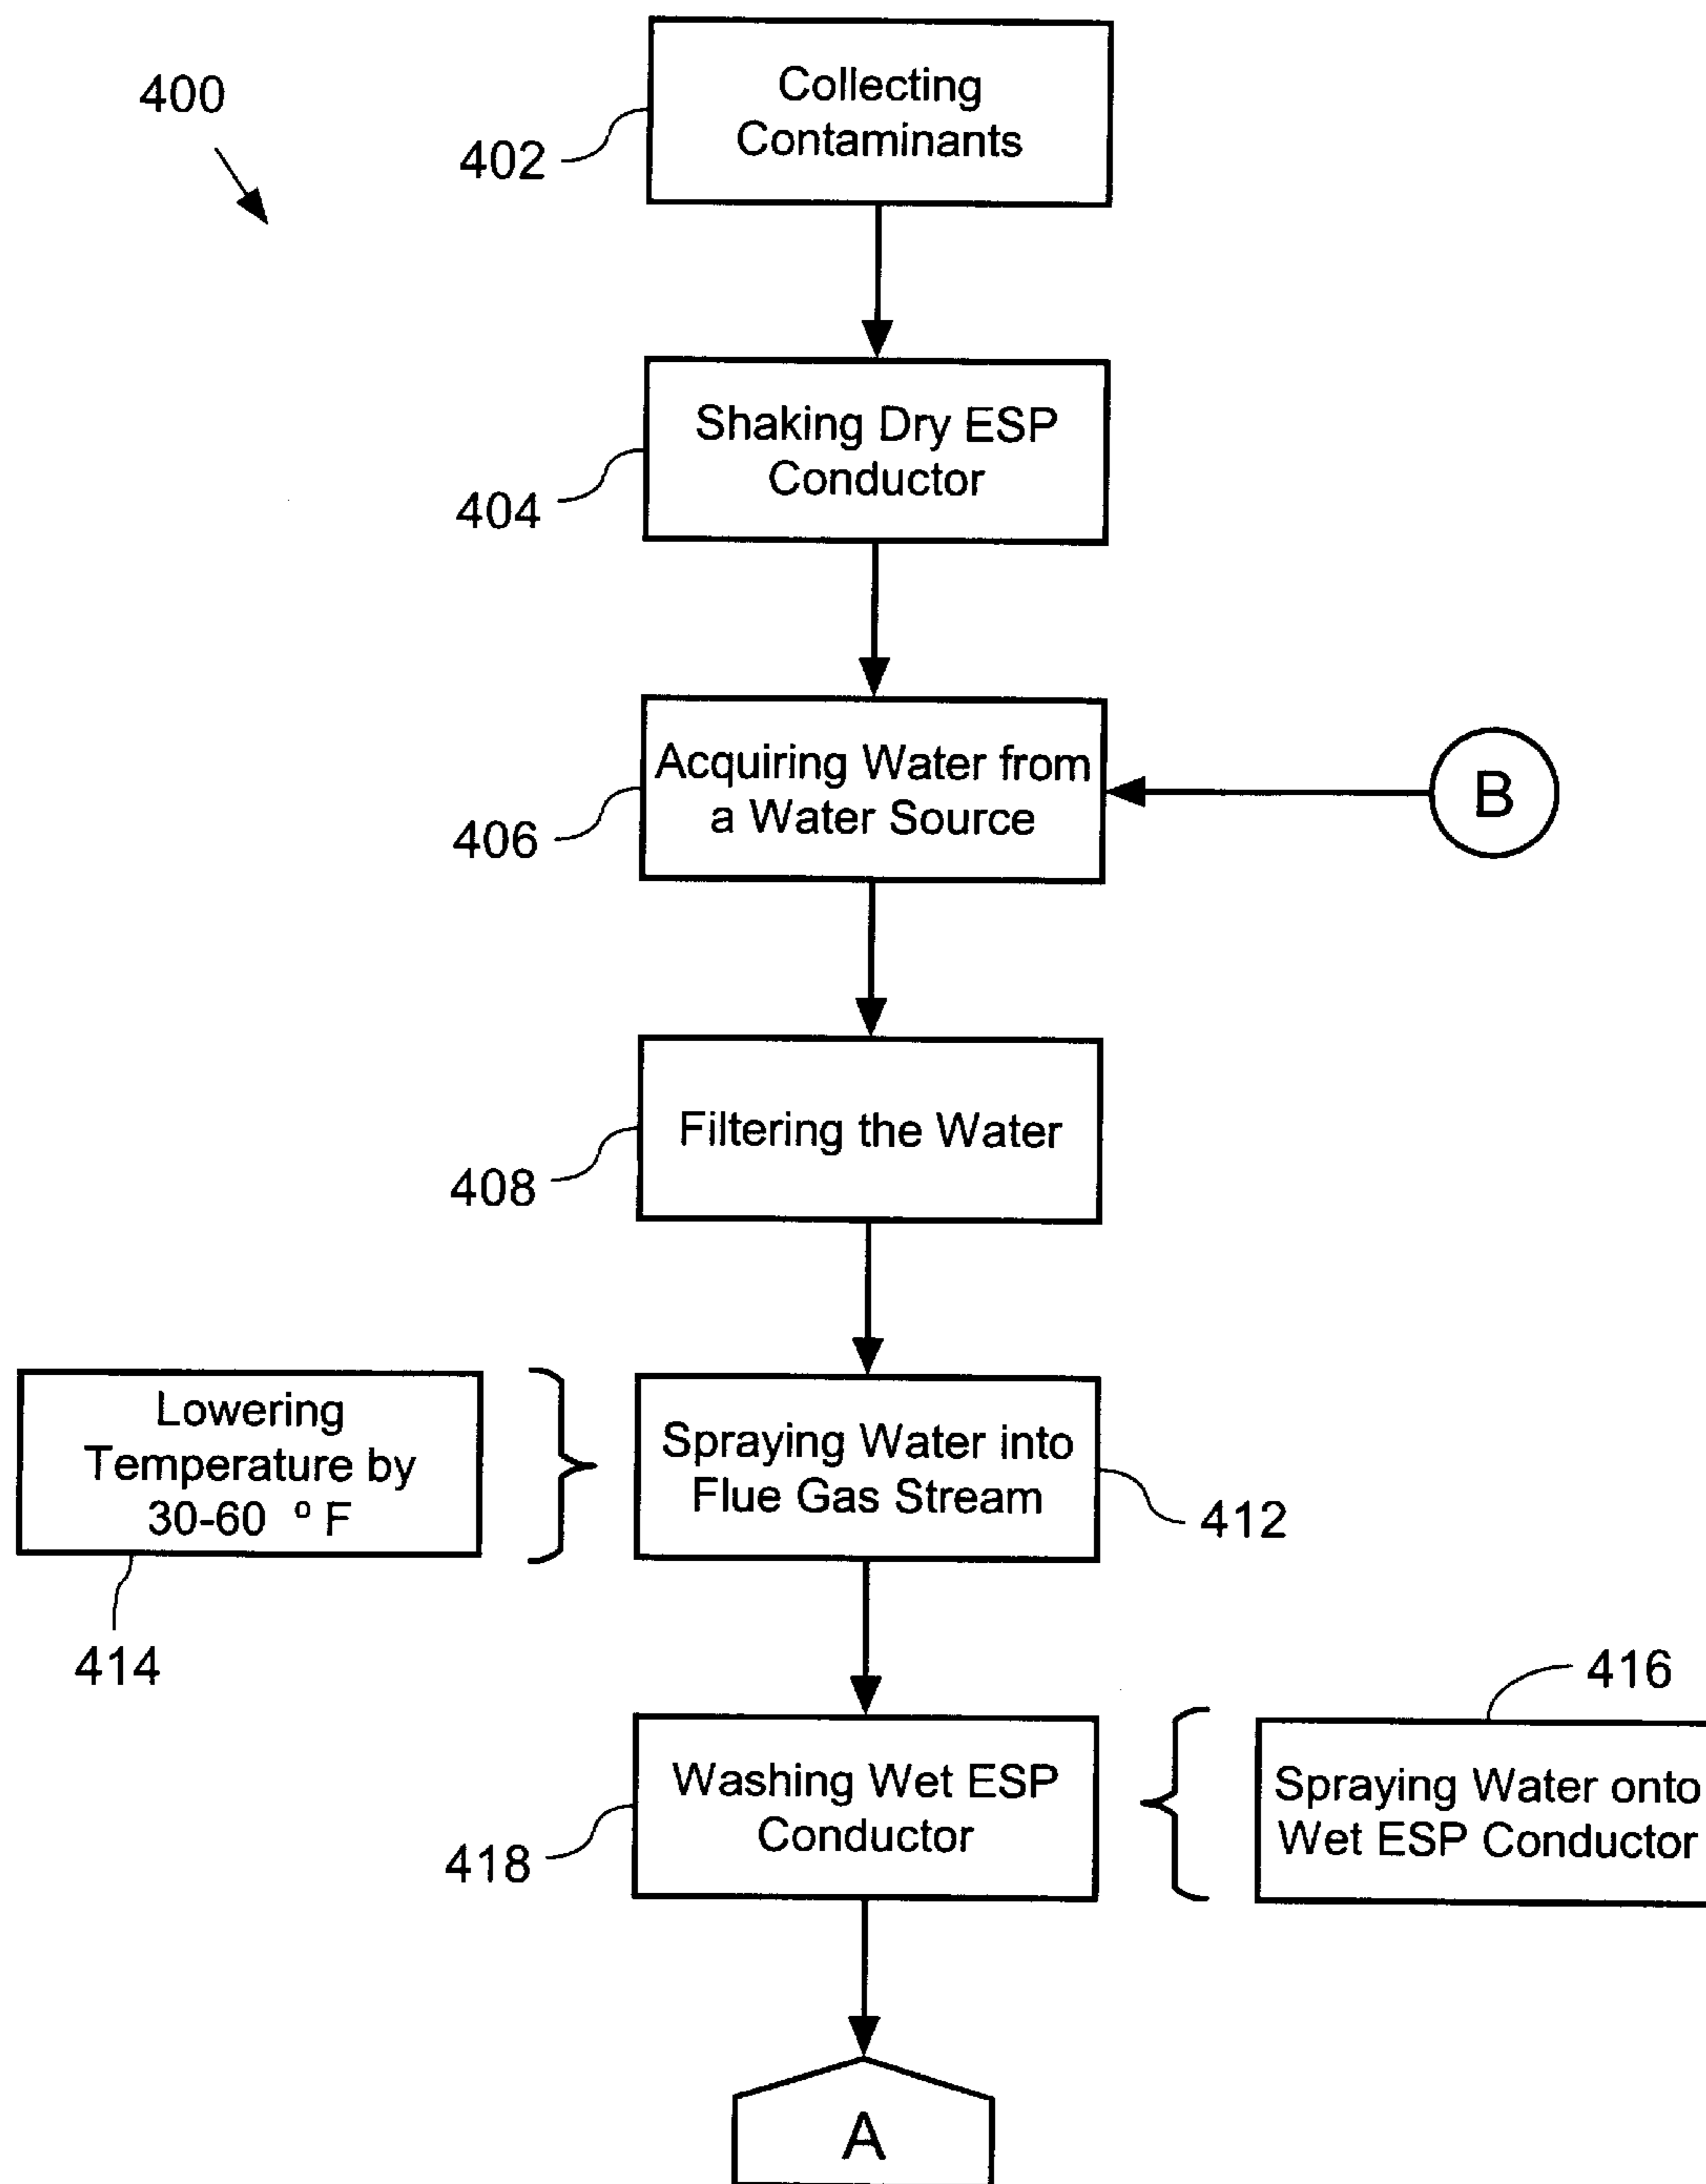 400
Collecting
Contaminants
402
Shaking Dry ESP
Conductor
404
Acquiring Water from
a Water Source
406
B
Filtering the Water
408
Lowering
Temperature by
30-60 º F
414
Spraying Water into
Flue Gas Stream
412
416
Washing Wet ESP
Conductor
418
Spraying Water onto
Wet ESP Conductor
A